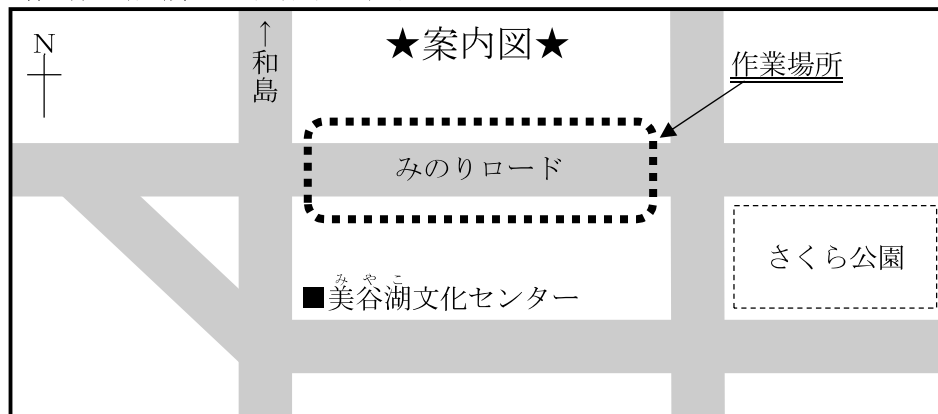 N
↑和島
★案内図★
作業場所
みのりロード
さくら公園
みやこ
■美谷湖文化センター